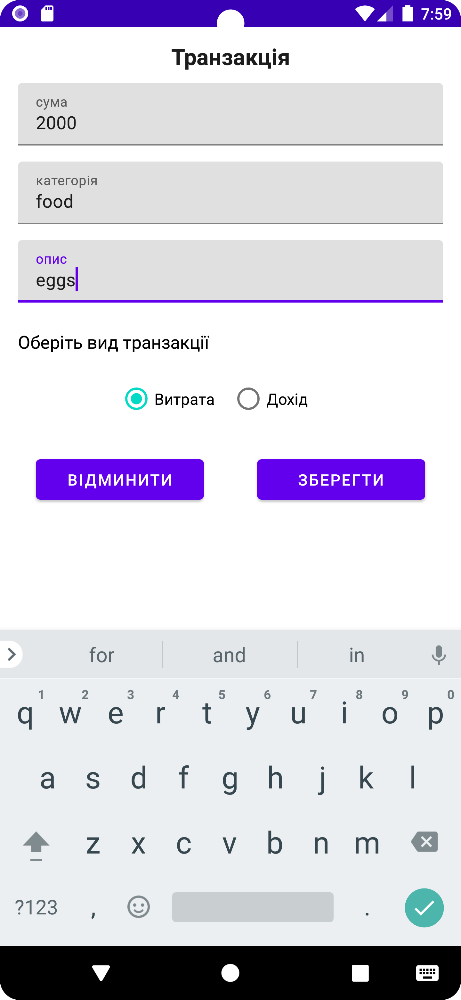 7:59
Транзакція
сума
2000
категорія
food
опис
eggs
Оберіть вид транзакції
Витрата Дохід
ВІДМИНИТИ ЗБЕРЕГТИ
for and in
1 2 3 4 5 6 7 8 9 0
q w e r t y u i o p
a s d f g h j k l
z x c v b n m
?123 , .